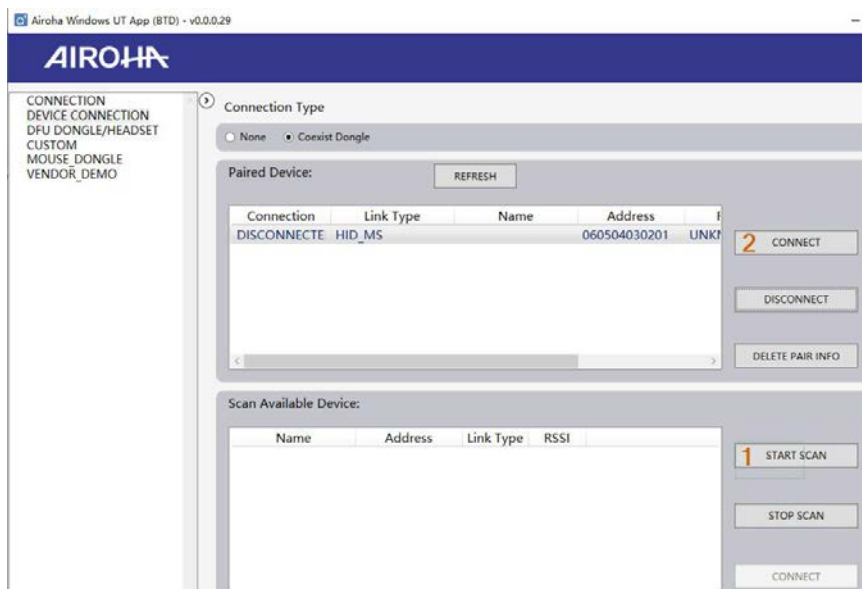 Airoha Windows UT App (BTD) - v0.0.0.29
AIROHA
CONNECTION
DEVICE CONNECTION
DFU DONGLE/HEADSET
CUSTOM
MOUSE_DONGLE
VENDOR_DEMO
Connection Type
None Coexist Dongle
Paired Device:
REFRESH
Connection Link Type Name Address
DISCONNECTE HID_MS 060504030201 UNK
2 CONNECT
DISCONNECT
DELETE PAIR INFO
Scan Available Device:
Name Address Link Type RSSI
1 START SCAN
STOP SCAN
CONNECT